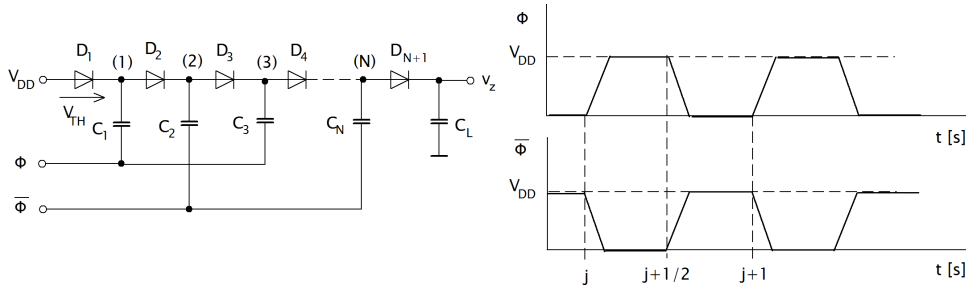 D1 (1) D2 (2) D3 (3) D4 (N) DN+1
VDD
vz
VTH
C1 C2 C3 CN CL
Φ
Φ̅
Φ
VDD
t [s]
Φ̅
VDD
t [s]
j j+1/2 j+1